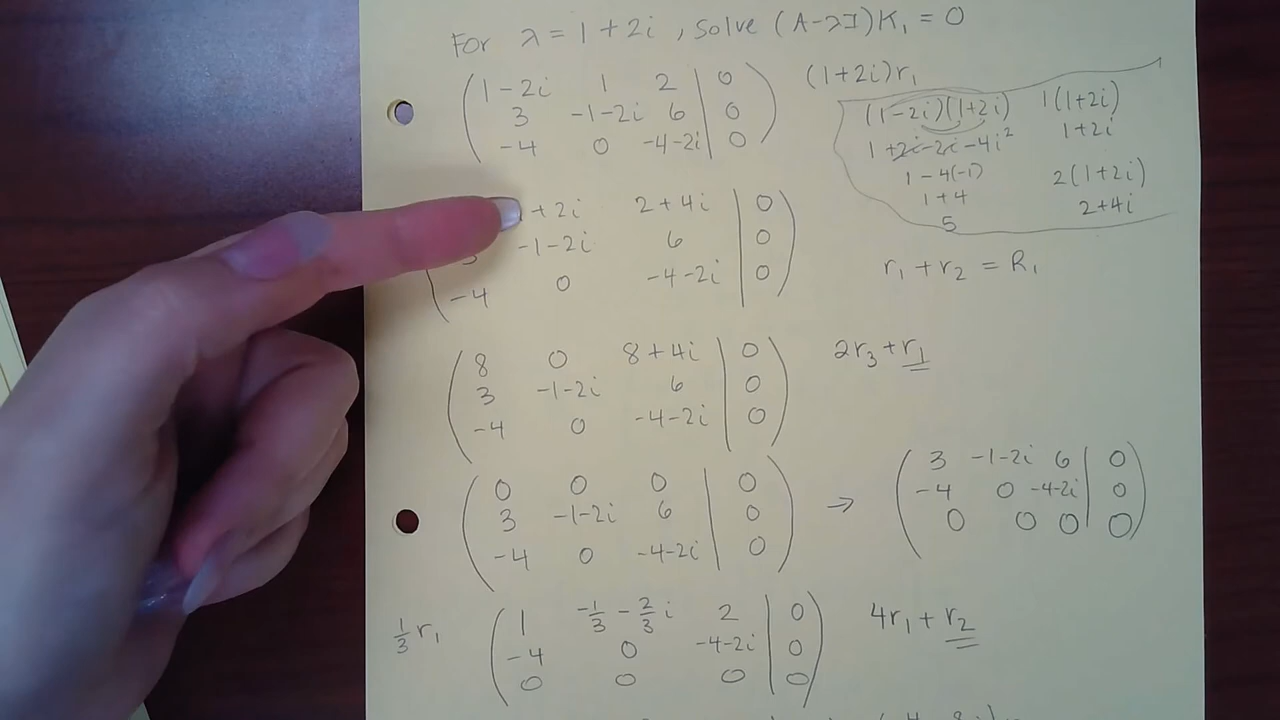 For λ = 1 + 2i , solve (A-λI)K₁ = 0
(1+2i)r₁
1-2i 1 2 | 0
3 -1-2i 6 | 0
-4 0 -4-2i | 0
(1-2i)(1+2i) 1(1+2i)
1+2i-2i-4i² 1+2i
1-4(-1) 2(1+2i)
1+4 2+4i
5
+ 2i 2+4i | 0
-1-2i 6 | 0
-4 0 -4-2i | 0
r₁ + r₂ = R₁
8 0 8+4i | 0
3 -1-2i 6 | 0
-4 0 -4-2i | 0
2r₃ + r₁
0 0 0 | 0
3 -1-2i 6 | 0
-4 0 -4-2i | 0
→
3 -1-2i 6 | 0
-4 0 -4-2i | 0
0 0 0 | 0
1/3 r₁
1 -1/3 - 2/3 i 2 | 0
-4 0 -4-2i | 0
0 0 0 | 0
4r₁ + r₂